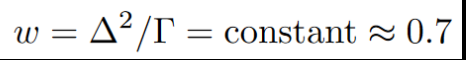 w = Δ²/Γ = constant ≈ 0.7